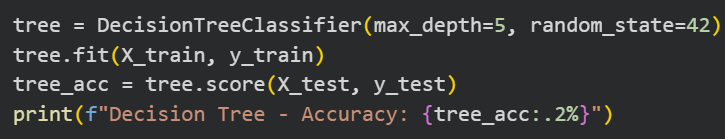 tree = DecisionTreeClassifier(max_depth=5, random_state=42)
tree.fit(X_train, y_train)
tree_acc = tree.score(X_test, y_test)
print(f"Decision Tree - Accuracy: {tree_acc:.2%}")